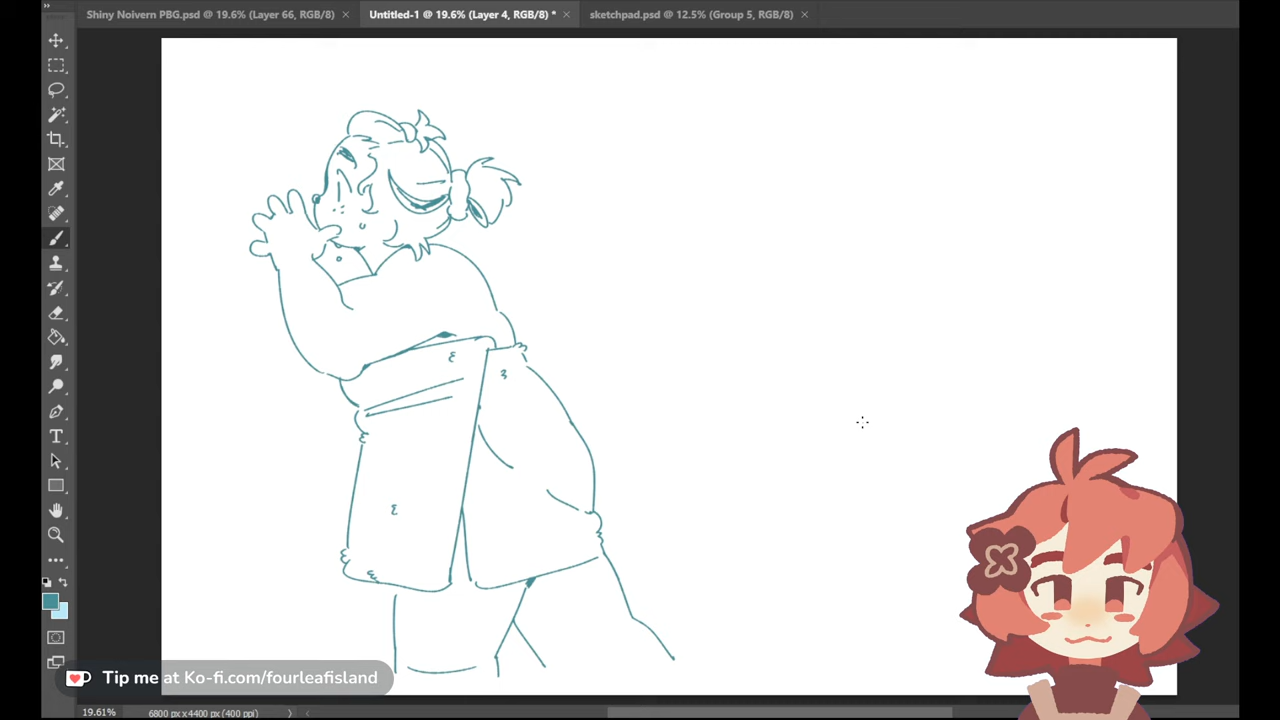 Shiny Noivern PBG.psd @ 19.6% (Layer 66, RGB/8) ×
Untitled-1 @ 19.6% (Layer 4, RGB/8) * ×
sketchpad.psd @ 12.5% (Group 5, RGB/8) ×
Tip me at Ko-fi.com/fourleafisland
19.61%
6800 px x 4400 px (400 ppi)